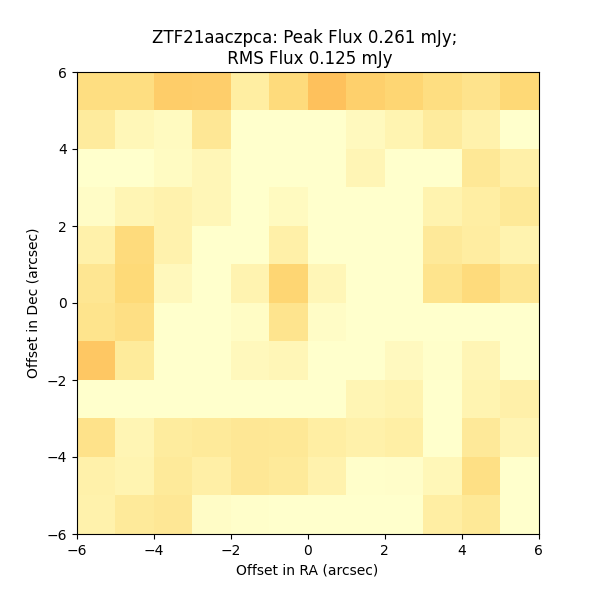 ZTF21aaczpca: Peak Flux 0.261 mJy;
RMS Flux 0.125 mJy
6
4
2
0
−2
−4
−6
Offset in Dec (arcsec)
−6 −4 −2 0 2 4 6
Offset in RA (arcsec)